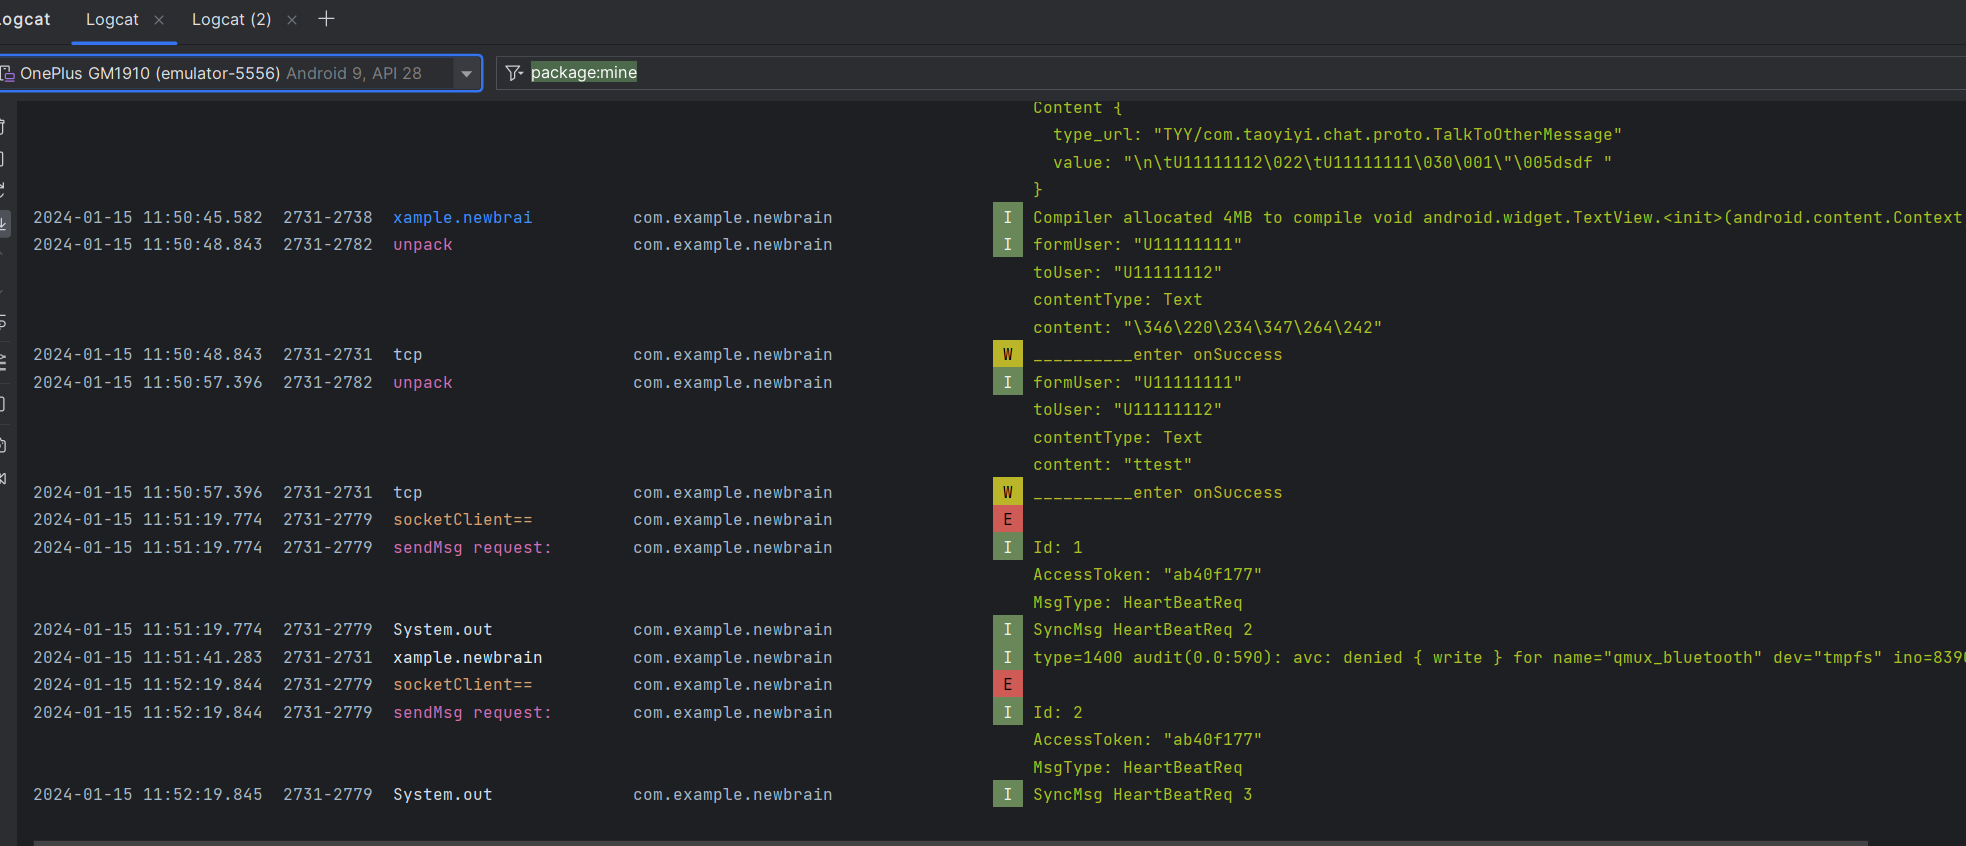 Logcat
Logcat
Logcat (2)
OnePlus GM1910 (emulator-5556) Android 9, API 28
package:mine
Content {
type_url: "TYY/com.taoyiyi.chat.proto.TalkToOtherMessage"
value: "\n\tU11111112\022\tU11111111\030\001\"\005dsdf "
}
2024-01-15 11:50:45.582 2731-2738 xample.newbrai com.example.newbrain I Compiler allocated 4MB to compile void android.widget.TextView.<init>(android.content.Context
2024-01-15 11:50:48.843 2731-2782 unpack com.example.newbrain I formUser: "U11111111"
toUser: "U11111112"
contentType: Text
content: "\346\220\234\347\264\242"
2024-01-15 11:50:48.843 2731-2731 tcp com.example.newbrain W __________enter onSuccess
2024-01-15 11:50:57.396 2731-2782 unpack com.example.newbrain I formUser: "U11111111"
toUser: "U11111112"
contentType: Text
content: "ttest"
2024-01-15 11:50:57.396 2731-2731 tcp com.example.newbrain W __________enter onSuccess
2024-01-15 11:51:19.774 2731-2779 socketClient== com.example.newbrain E
2024-01-15 11:51:19.774 2731-2779 sendMsg request: com.example.newbrain I Id: 1
AccessToken: "ab40f177"
MsgType: HeartBeatReq
2024-01-15 11:51:19.774 2731-2779 System.out com.example.newbrain I SyncMsg HeartBeatReq 2
2024-01-15 11:51:41.283 2731-2731 xample.newbrain com.example.newbrain I type=1400 audit(0.0:590): avc: denied { write } for name="qmux_bluetooth" dev="tmpfs" ino=8390
2024-01-15 11:52:19.844 2731-2779 socketClient== com.example.newbrain E
2024-01-15 11:52:19.844 2731-2779 sendMsg request: com.example.newbrain I Id: 2
AccessToken: "ab40f177"
MsgType: HeartBeatReq
2024-01-15 11:52:19.845 2731-2779 System.out com.example.newbrain I SyncMsg HeartBeatReq 3